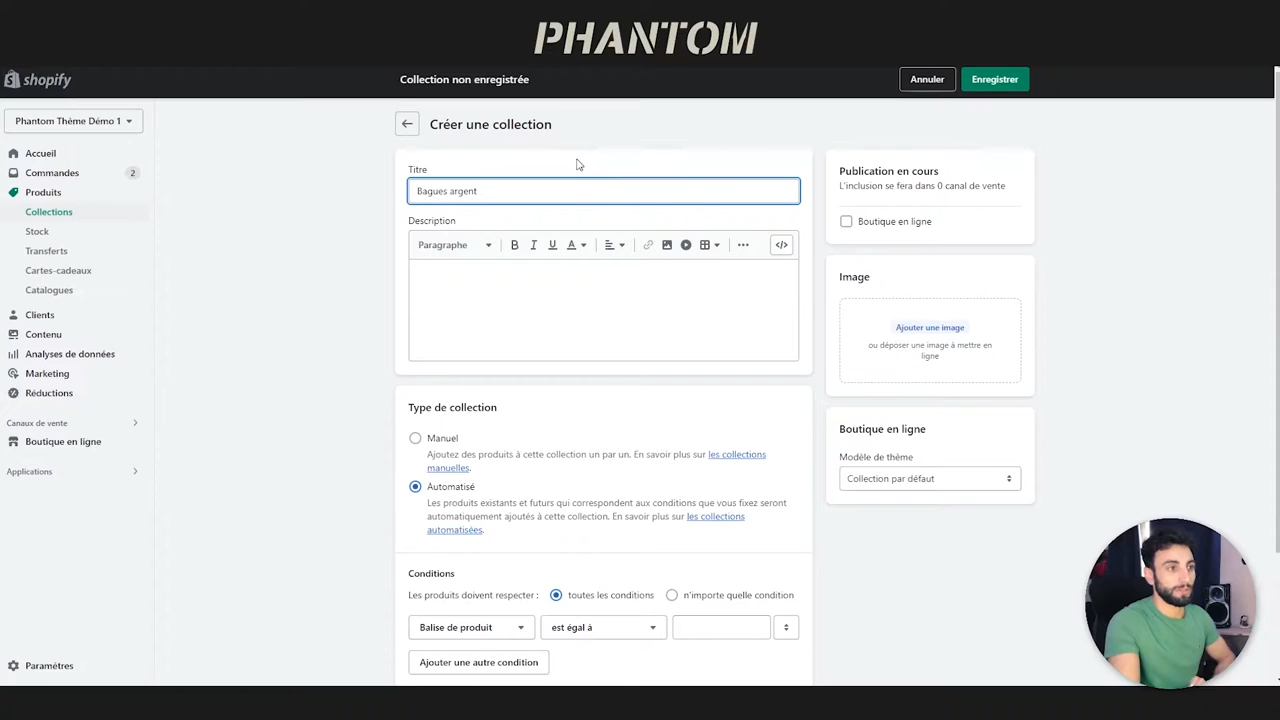 PHANTOM
shopify
Collection non enregistrée
Annuler
Enregistrer
Phantom Thème Démo 1
Accueil
Commandes
2
Produits
Collections
Stock
Transferts
Cartes-cadeaux
Catalogues
Clients
Contenu
Analyses de données
Marketing
Réductions
Canaux de vente
Boutique en ligne
Applications
Paramètres
Créer une collection
Titre
Bagues argent
Description
Paragraphe
B I U A
</>
Type de collection
Manuel
Ajoutez des produits à cette collection un par un. En savoir plus sur les collections
manuelles.
Automatisé
Les produits existants et futurs qui correspondent aux conditions que vous fixez seront
automatiquement ajoutés à cette collection. En savoir plus sur les collections
automatisées.
Conditions
Les produits doivent respecter : toutes les conditions n'importe quelle condition
Balise de produit est égal à
Ajouter une autre condition
Publication en cours
L'inclusion se fera dans 0 canal de vente
Boutique en ligne
Image
Ajouter une image
ou déposer une image à mettre en
ligne
Boutique en ligne
Modèle de thème
Collection par défaut